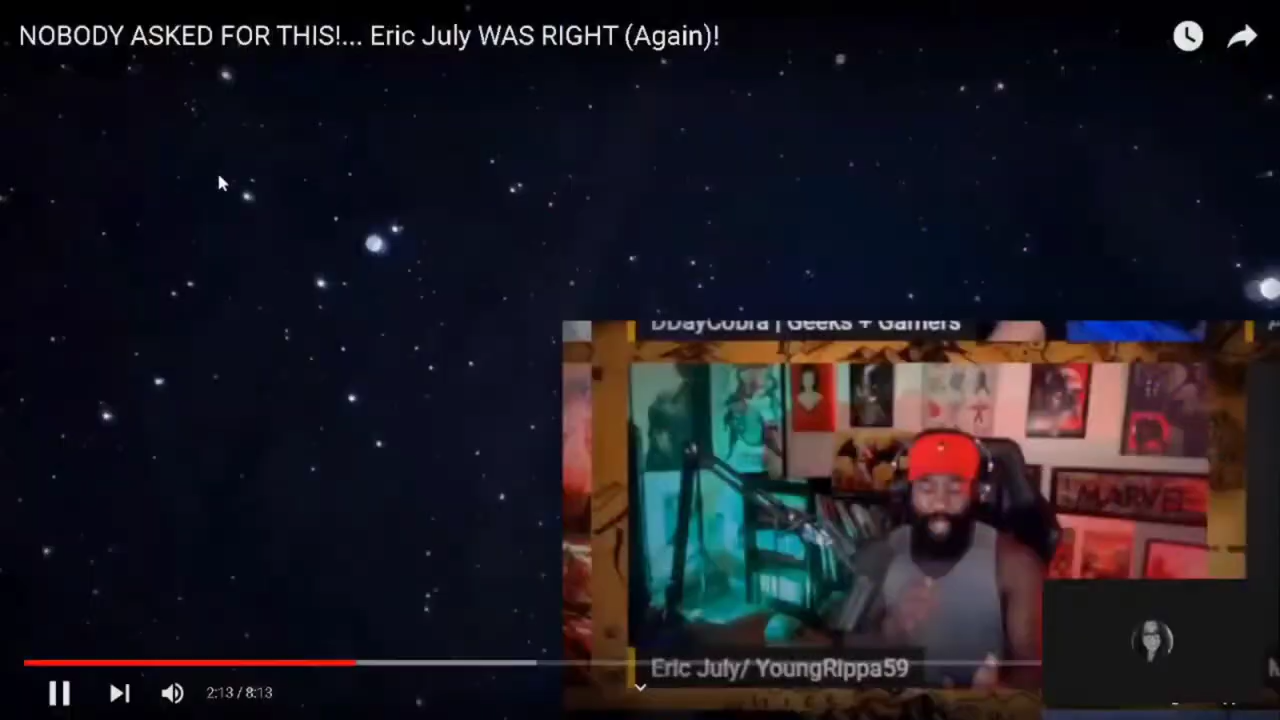 NOBODY ASKED FOR THIS!... Eric July WAS RIGHT (Again)!
DDayCobra | Geeks + Gamers
MARVEL
Eric July/ YoungRippa59
2:13 / 8:13